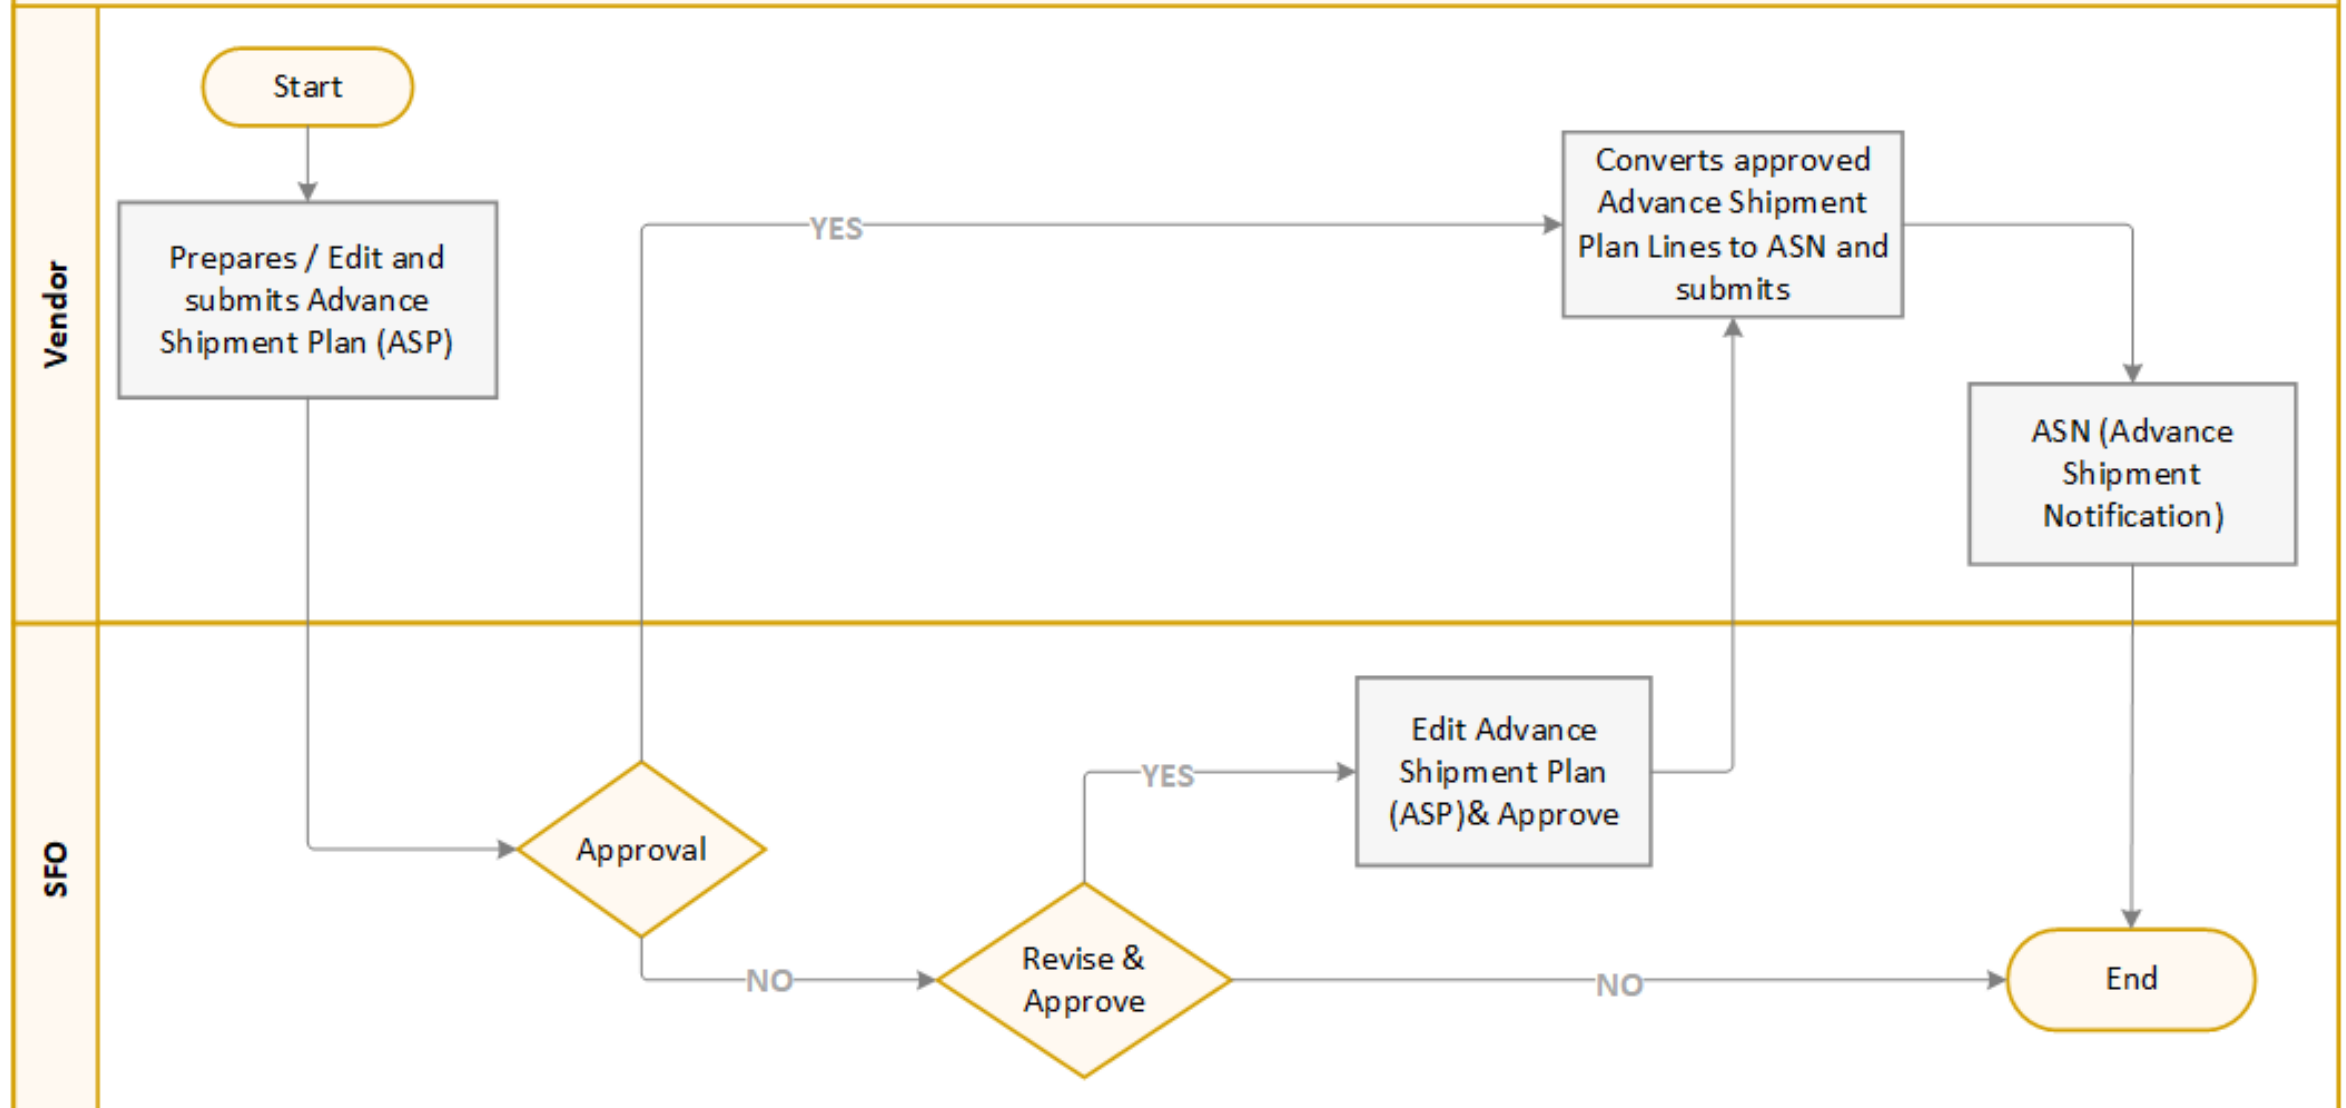 Vendor
Start
Prepares / Edit and
submits Advance
Shipment Plan (ASP)
YES
Converts approved
Advance Shipment
Plan Lines to ASN and
submits
ASN (Advance
Shipment
Notification)
SFO
Approval
NO
Revise &
Approve
YES
Edit Advance
Shipment Plan
(ASP)& Approve
NO
End